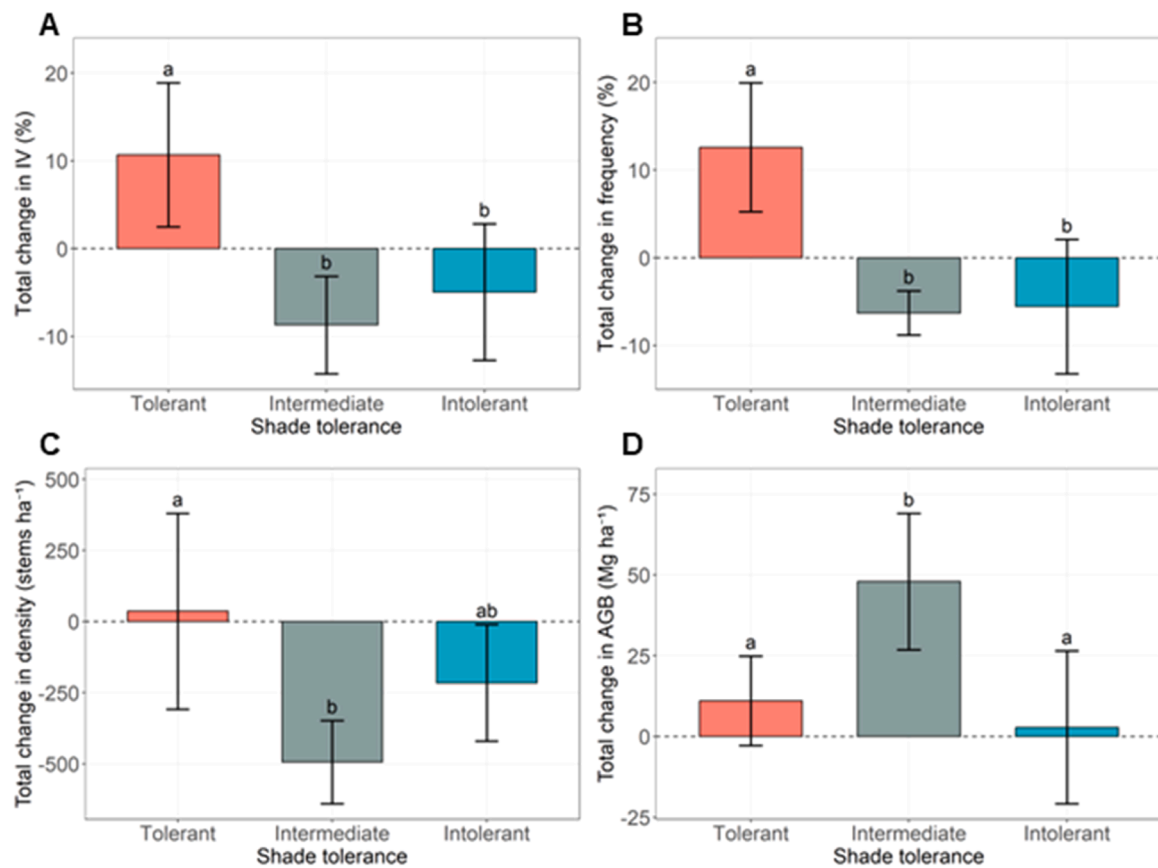 A
Total change in IV (%)
20
10
0
-10
a
b
b
Tolerant Intermediate Intolerant
Shade tolerance
B
Total change in frequency (%)
20
10
0
-10
a
b
b
Tolerant Intermediate Intolerant
Shade tolerance
C
Total change in density (stems ha⁻¹)
500
250
0
-250
-500
a
b
ab
Tolerant Intermediate Intolerant
Shade tolerance
D
Total change in AGB (Mg ha⁻¹)
75
50
25
0
-25
a
b
a
Tolerant Intermediate Intolerant
Shade tolerance